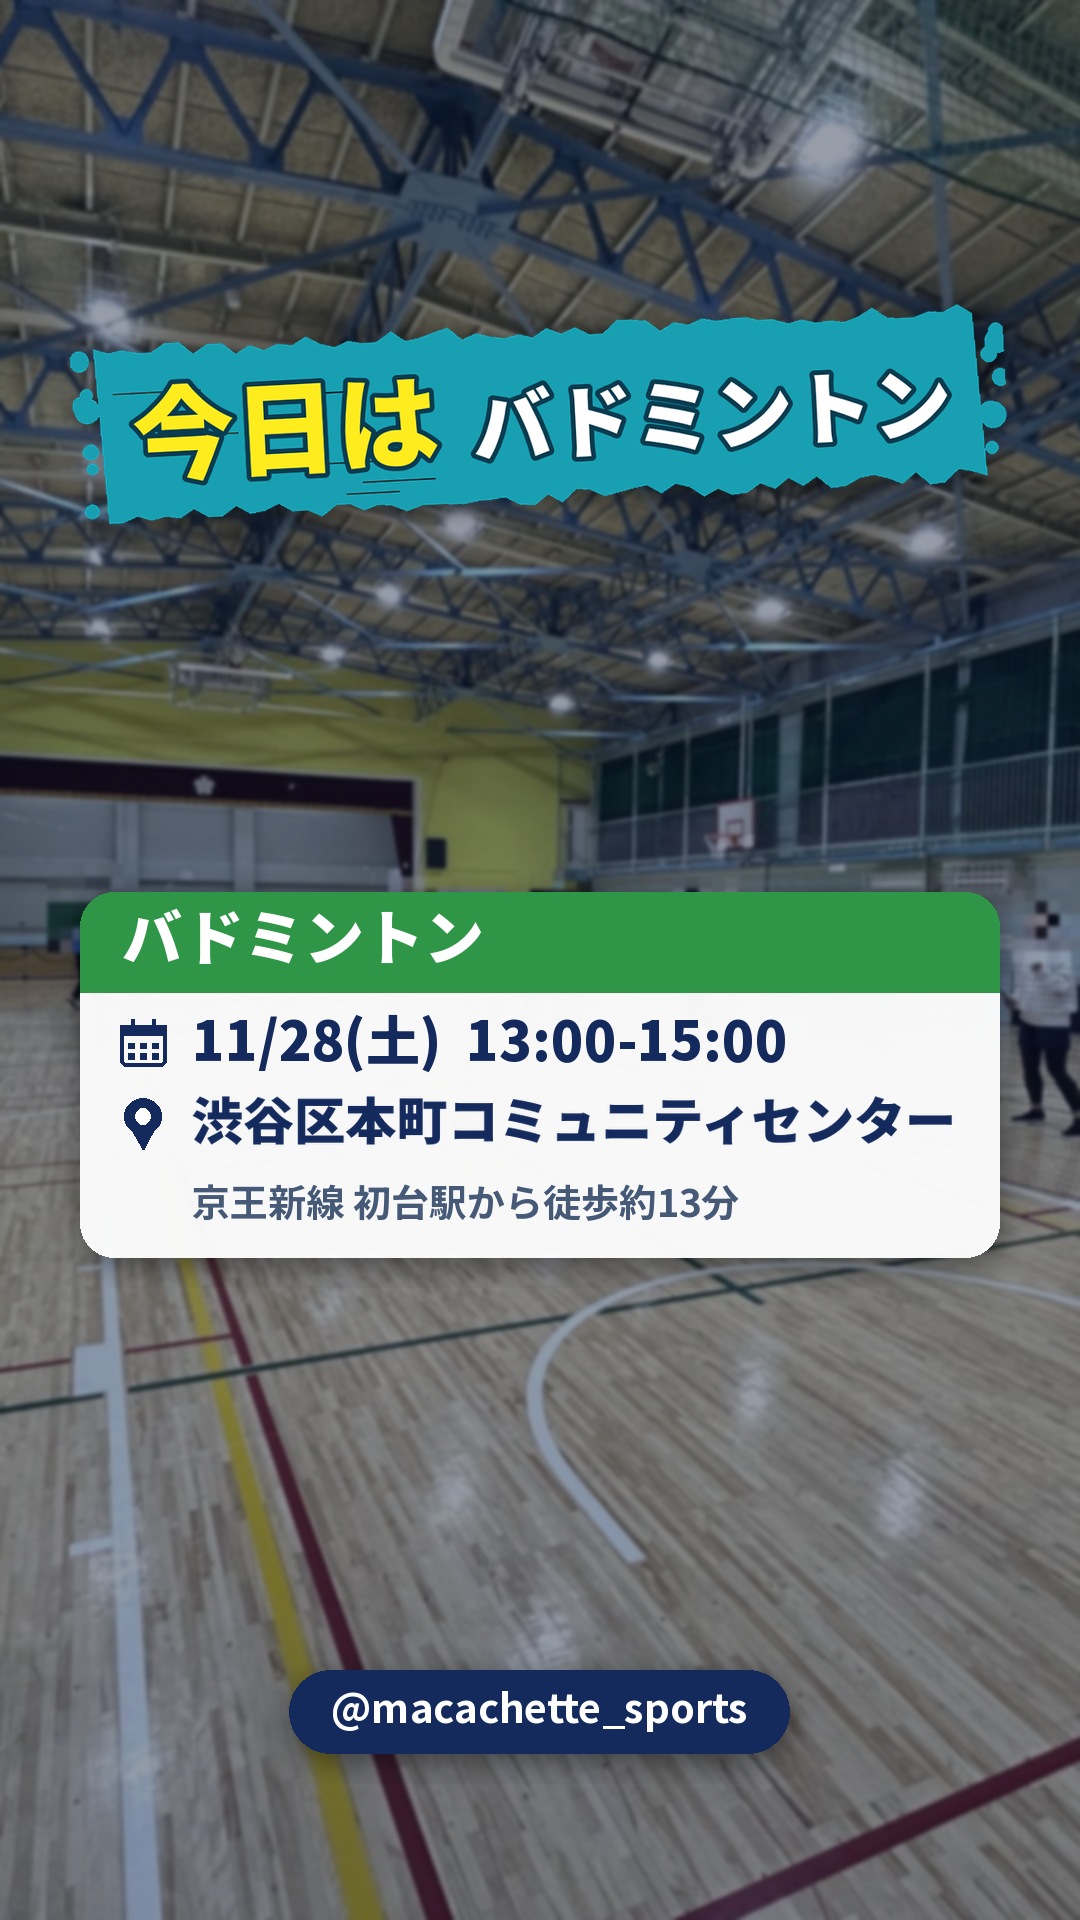 今日は バドミントン
バドミントン
11/28(土) 13:00-15:00
渋谷区本町コミュニティセンター
京王新線 初台駅から徒歩約13分
@macachette_sports